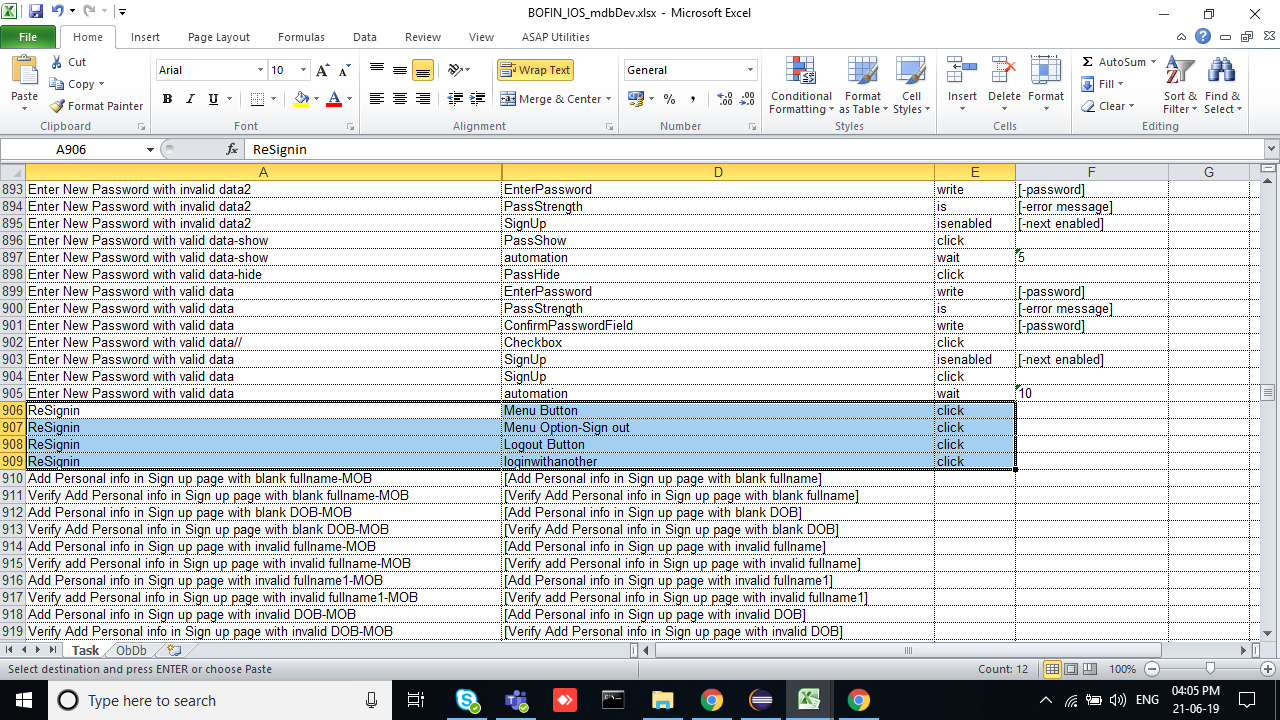 BOFIN_IOS_mdbDev.xlsx - Microsoft Excel
File Home Insert Page Layout Formulas Data Review View ASAP Utilities
Paste
Cut
Copy
Format Painter
Clipboard
Arial 10
B I U
Font
Wrap Text
Merge & Center
Alignment
General
% ,
Number
Conditional Formatting
Format as Table
Cell Styles
Styles
Insert Delete Format
Cells
Σ AutoSum
Fill
Clear
Sort & Filter
Find & Select
Editing
A906 fx ReSignin
A D E F G
893 Enter New Password with invalid data2 EnterPassword write [-password]
894 Enter New Password with invalid data2 PassStrength is [-error message]
895 Enter New Password with invalid data2 SignUp isenabled [-next enabled]
896 Enter New Password with valid data-show PassShow click
897 Enter New Password with valid data-show automation wait 5
898 Enter New Password with valid data-hide PassHide click
899 Enter New Password with valid data EnterPassword write [-password]
900 Enter New Password with valid data PassStrength is [-error message]
901 Enter New Password with valid data ConfirmPasswordField write [-password]
902 Enter New Password with valid data// Checkbox click
903 Enter New Password with valid data SignUp isenabled [-next enabled]
904 Enter New Password with valid data SignUp click
905 Enter New Password with valid data automation wait 10
906 ReSignin Menu Button click
907 ReSignin Menu Option-Sign out click
908 ReSignin Logout Button click
909 ReSignin loginwithanother click
910 Add Personal info in Sign up page with blank fullname-MOB [Add Personal info in Sign up page with blank fullname]
911 Verify Add Personal info in Sign up page with blank fullname-MOB [Verify Add Personal info in Sign up page with blank fullname]
912 Add Personal info in Sign up page with blank DOB-MOB [Add Personal info in Sign up page with blank DOB]
913 Verify Add Personal info in Sign up page with blank DOB-MOB [Verify Add Personal info in Sign up page with blank DOB]
914 Add Personal info in Sign up page with invalid fullname-MOB [Add Personal info in Sign up page with invalid fullname]
915 Verify add Personal info in Sign up page with invalid fullname-MOB [Verify add Personal info in Sign up page with invalid fullname]
916 Add Personal info in Sign up page with invalid fullname1-MOB [Add Personal info in Sign up page with invalid fullname1]
917 Verify add Personal info in Sign up page with invalid fullname1-MOB [Verify add Personal info in Sign up page with invalid fullname1]
918 Add Personal info in Sign up page with invalid DOB-MOB [Add Personal info in Sign up page with invalid DOB]
919 Verify Add Personal info in Sign up page with invalid DOB-MOB [Verify Add Personal info in Sign up page with invalid DOB]
Task ObDb
Select destination and press ENTER or choose Paste Count: 12 100%
Type here to search
ENG
04:05 PM
21-06-19